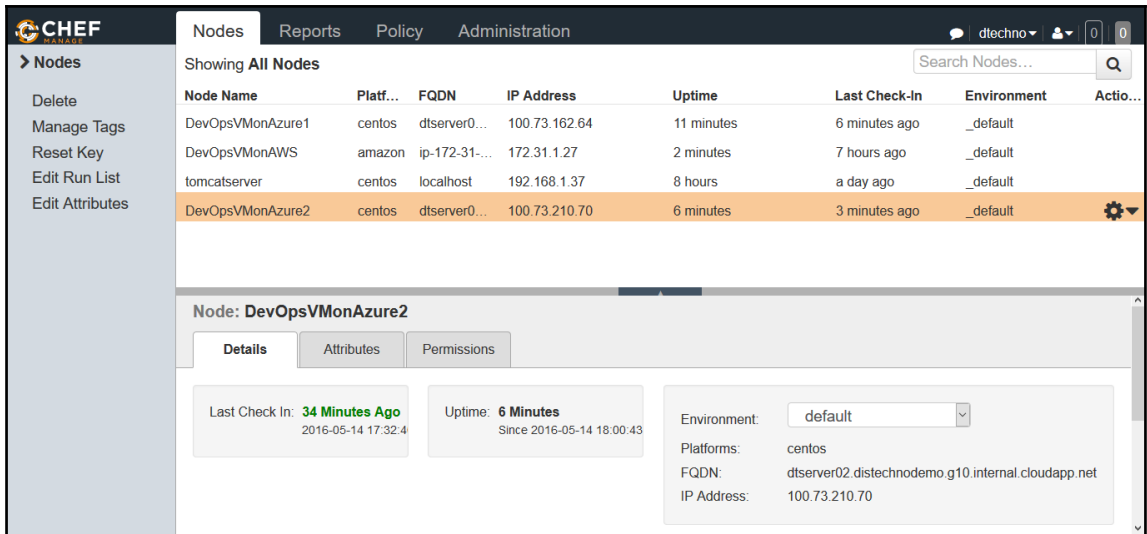 CHEF
MANAGE
Nodes Reports Policy Administration
dtechno
0 0
Nodes
Delete
Manage Tags
Reset Key
Edit Run List
Edit Attributes
Showing All Nodes
Search Nodes...
Node Name Platf... FQDN IP Address Uptime Last Check-In Environment Actio...
DevOpsVMonAzure1 centos dtserver0... 100.73.162.64 11 minutes 6 minutes ago _default
DevOpsVMonAWS amazon ip-172-31-... 172.31.1.27 2 minutes 7 hours ago _default
tomcatserver centos localhost 192.168.1.37 8 hours a day ago _default
DevOpsVMonAzure2 centos dtserver0... 100.73.210.70 6 minutes 3 minutes ago _default
Node: DevOpsVMonAzure2
Details Attributes Permissions
Last Check In: 34 Minutes Ago
2016-05-14 17:32:4
Uptime: 6 Minutes
Since 2016-05-14 18:00:43
Environment: default
Platforms: centos
FQDN: dtserver02.distechnodemo.g10.internal.cloudapp.net
IP Address: 100.73.210.70